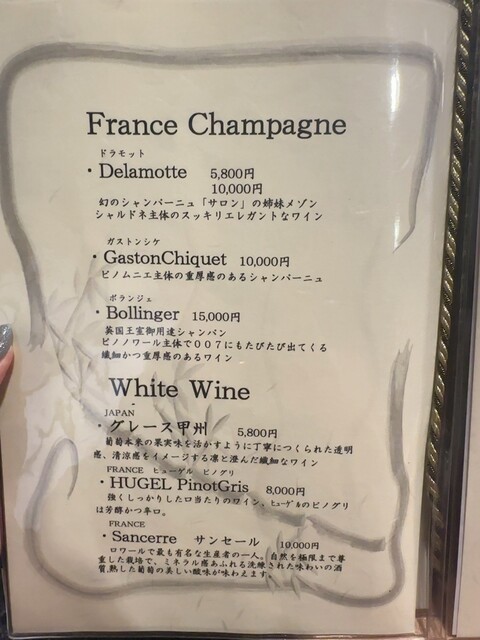 France Champagne
ドラモット
・Delamotte 5,800円
10,000円
幻のシャンパーニュ「サロン」の姉妹メゾン
シャルドネ主体のスッキリエレガントなワイン
ガストンシケ
・GastonChiquet 10,000円
ピノムニエ主体の重厚感のあるシャンパーニュ
ボランジェ
・Bollinger 15,000円
英国王室御用達シャンパン
ピノノワール主体で007にもたびたび出てくる
繊細かつ重厚感のあるワイン
White Wine
JAPAN
・グレース甲州 5,800円
葡萄本来の果実味を活かすように丁寧につくられた透明
感、清涼感をイメージする凛と澄んだ繊細なワイン
FRANCE ヒューゲル ピノグリ
・HUGEL PinotGris 8,000円
強くしっかりした口当たりのワイン。ﾋｭｰｹﾞﾙのピノグリ
は芳醇かつ辛口。
FRANCE
・Sancerre サンセール 10,000円
ロワールで最も有名な生産者の一人。自然を極限まで尊
重した栽培で、ミネラル感あふれる洗練された味わいの酒
質。熟した葡萄の美しい酸味が味わえます。